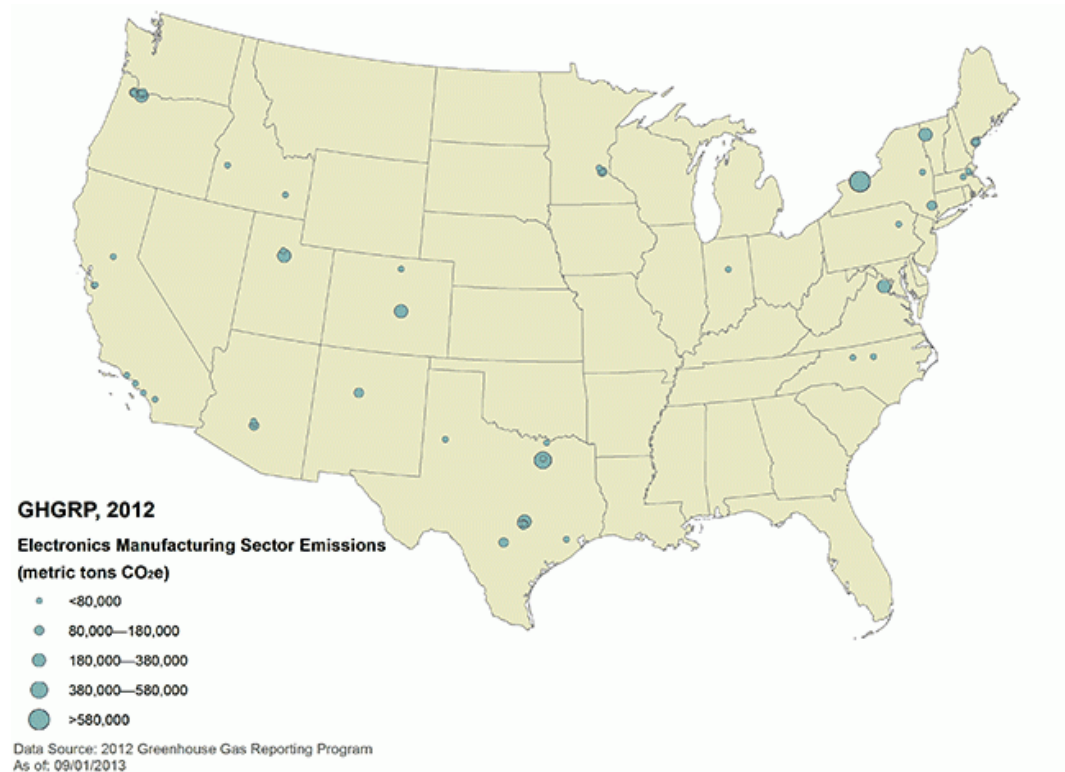 GHGRP, 2012
Electronics Manufacturing Sector Emissions
(metric tons CO₂e)
<80,000
80,000—180,000
180,000—380,000
380,000—580,000
>580,000
Data Source: 2012 Greenhouse Gas Reporting Program
As of: 09/01/2013